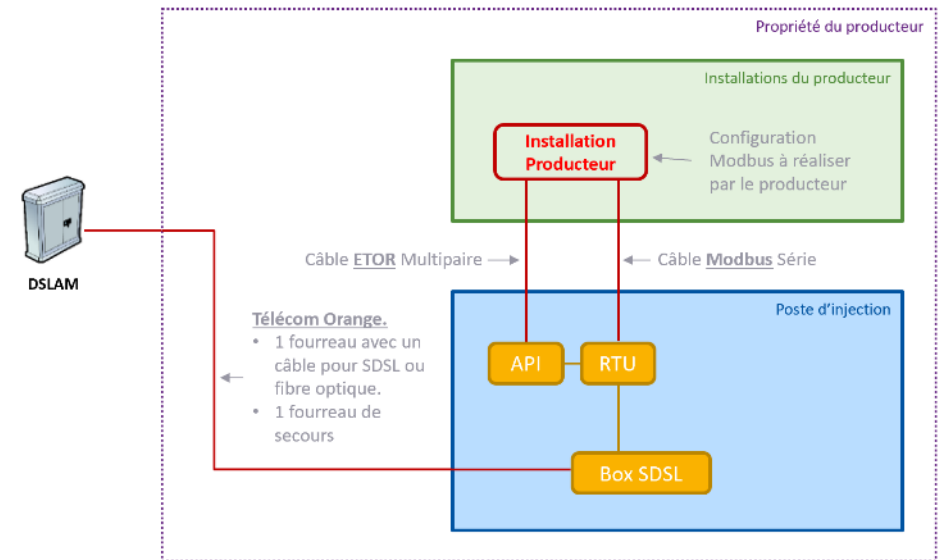 Propriété du producteur
Installations du producteur
Installation
Producteur
Configuration
Modbus à réaliser
par le producteur
DSLAM
Câble ETOR Multipaire
Câble Modbus Série
Poste d'injection
Télécom Orange.
• 1 fourreau avec un
câble pour SDSL ou
fibre optique.
• 1 fourreau de
secours
API
RTU
Box SDSL